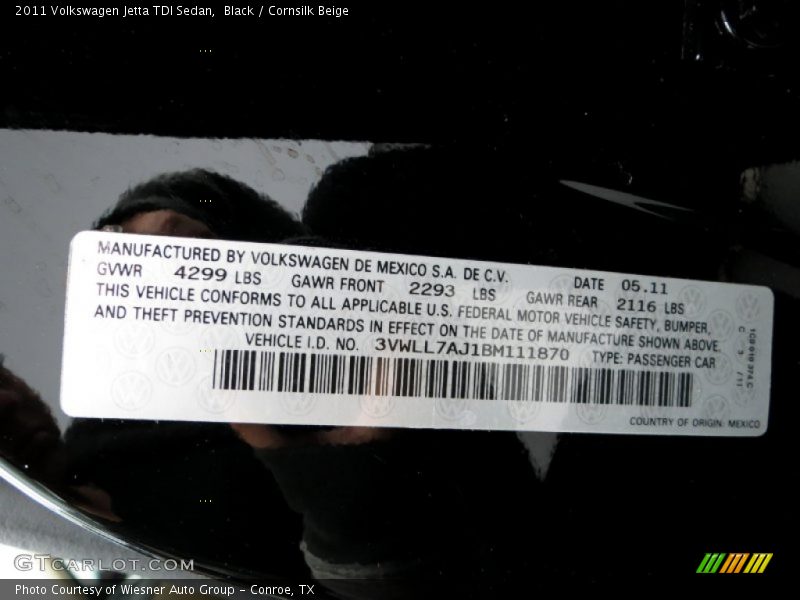 2011 Volkswagen Jetta TDI Sedan,  Black / Cornsilk Beige
MANUFACTURED BY VOLKSWAGEN DE MEXICO S.A. DE C.V.
DATE 05.11
GVWR 4299 LBS GAWR FRONT 2293 LBS GAWR REAR 2116 LBS
THIS VEHICLE CONFORMS TO ALL APPLICABLE U.S. FEDERAL MOTOR VEHICLE SAFETY, BUMPER,
AND THEFT PREVENTION STANDARDS IN EFFECT ON THE DATE OF MANUFACTURE SHOWN ABOVE.
VEHICLE I.D. NO. 3VWLL7AJ1BM111870 TYPE: PASSENGER CAR
COUNTRY OF ORIGIN: MEXICO
GTcarlot.com
Photo Courtesy of Wiesner Auto Group - Conroe, TX